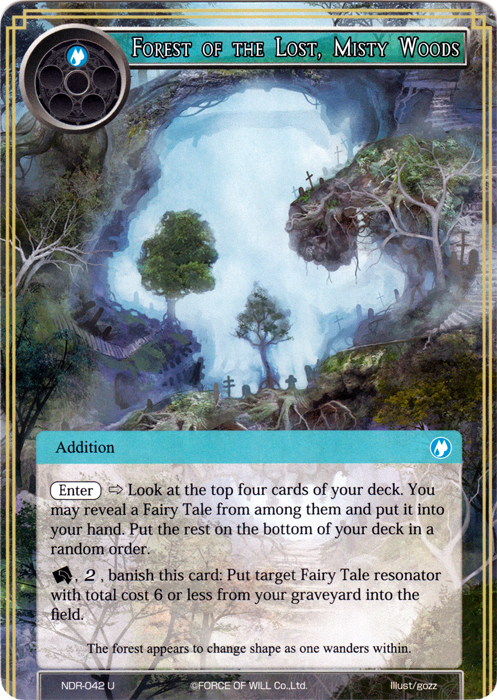 Forest of the Lost, Misty Woods
Addition
Enter ⇨ Look at the top four cards of your deck. You
may reveal a Fairy Tale from among them and put it into
your hand. Put the rest on the bottom of your deck in a
random order.
, 2 , banish this card: Put target Fairy Tale resonator
with total cost 6 or less from your graveyard into the
field.
The forest appears to change shape as one wanders within.
NDR-042 U ©FORCE OF WILL Co.,Ltd. Illust/gozz